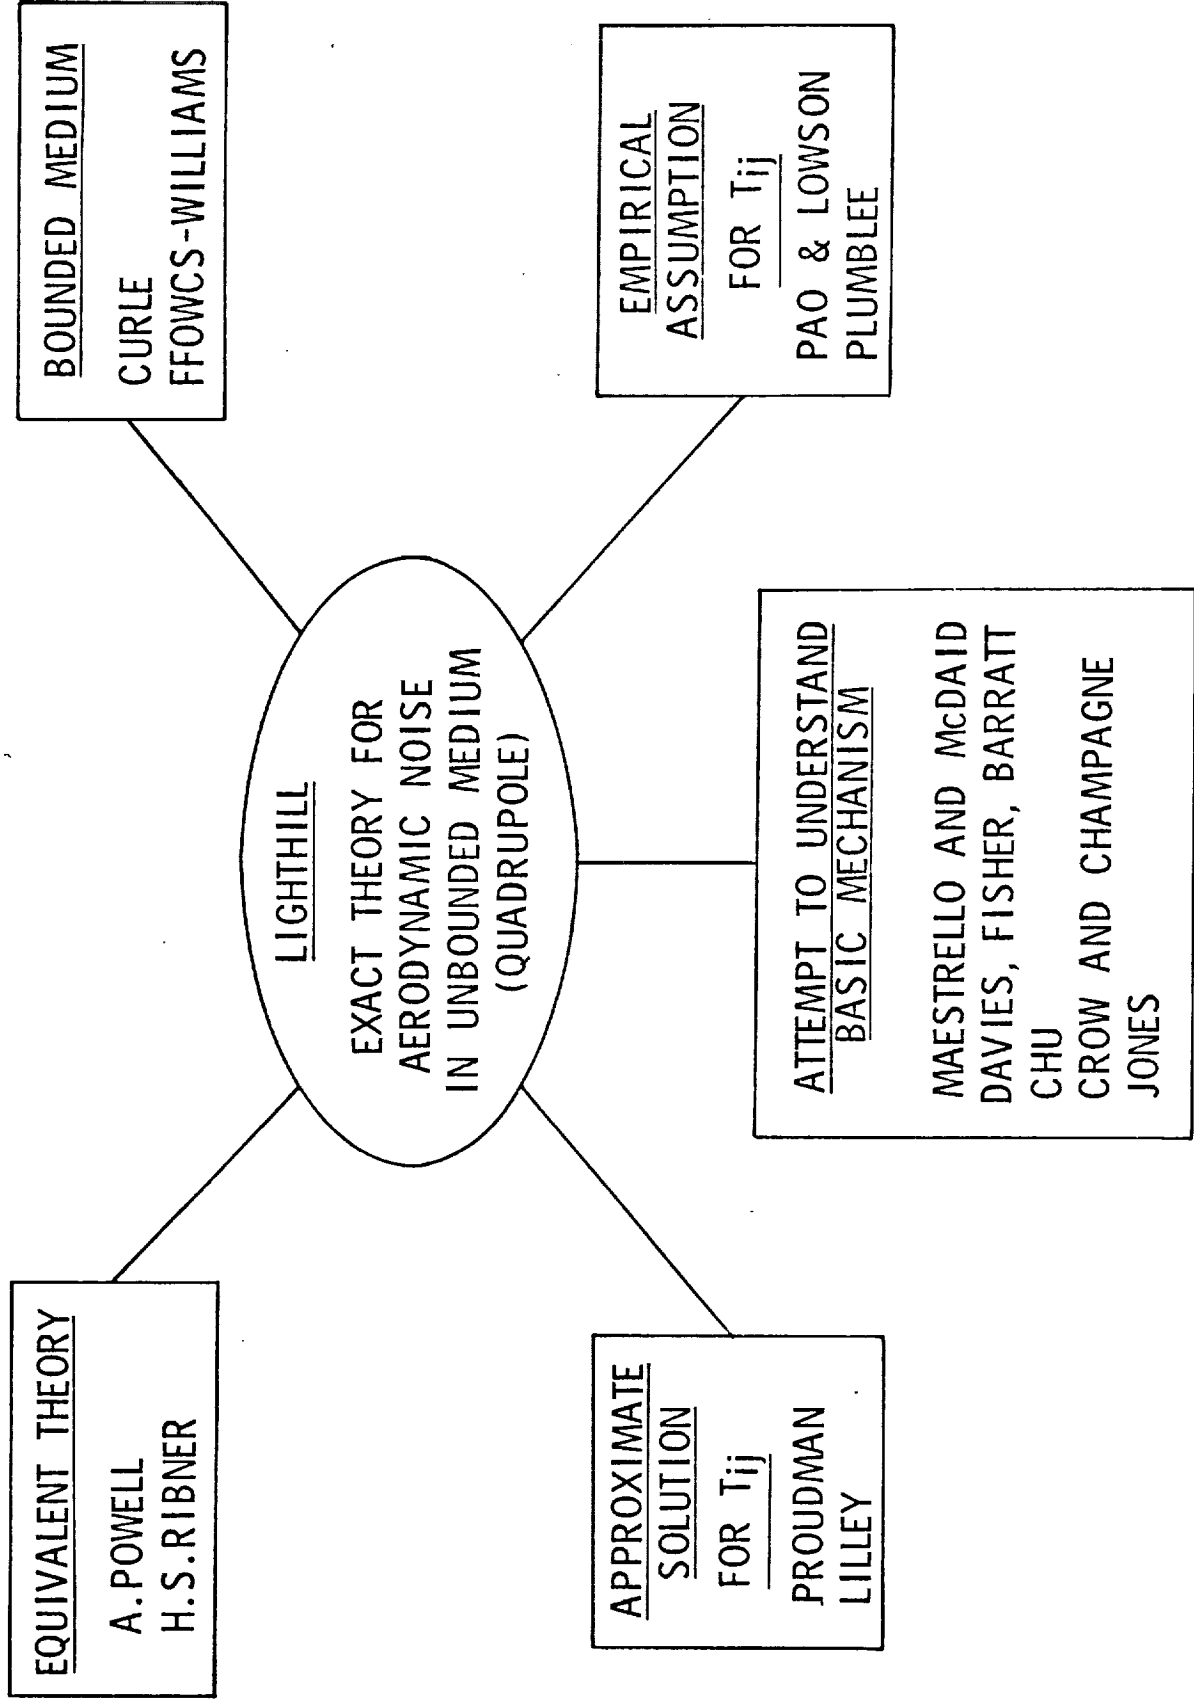 EQUIVALENT THEORY
A.POWELL
H.S.RIBNER
BOUNDED MEDIUM
CURLE
FFOWCS-WILLIAMS
LIGHTHILL
EXACT THEORY FOR
AERODYNAMIC NOISE
IN UNBOUNDED MEDIUM
(QUADRUPOLE)
APPROXIMATE
SOLUTION
FOR Tij
PROUDMAN
LILLEY
ATTEMPT TO UNDERSTAND
BASIC MECHANISM
MAESTRELLO AND McDAID
DAVIES, FISHER, BARRATT
CHU
CROW AND CHAMPAGNE
JONES
EMPIRICAL
ASSUMPTION
FOR Tij
PAO & LOWSON
PLUMBLEE